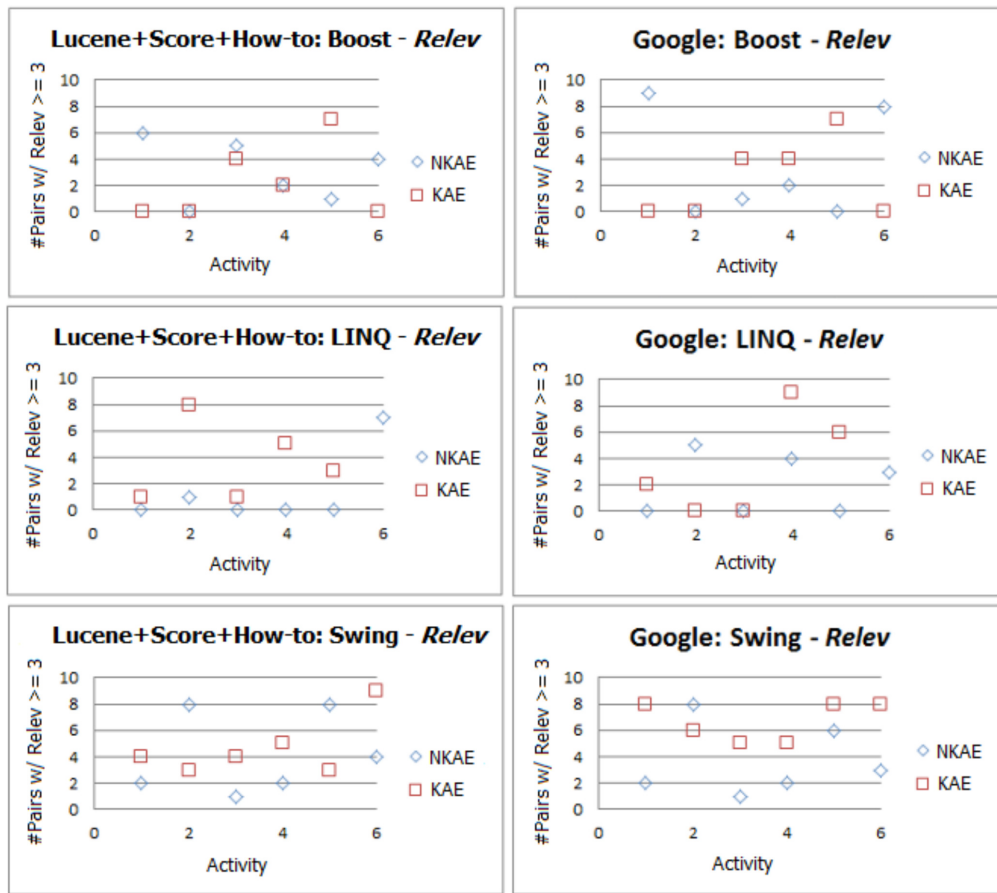 Lucene+Score+How-to: Boost - Relev
#Pairs w/ Relev >= 3
10
8
6
4
2
0
0 2 4 6
Activity
NKAE
KAE
Google: Boost - Relev
#Pairs w/ Relev >= 3
10
8
6
4
2
0
0 2 4 6
Activity
NKAE
KAE
Lucene+Score+How-to: LINQ - Relev
#Pairs w/ Relev >= 3
10
8
6
4
2
0
0 2 4 6
Activity
NKAE
KAE
Google: LINQ - Relev
#Pairs w/ Relev >= 3
10
8
6
4
2
0
0 2 4 6
Activity
NKAE
KAE
Lucene+Score+How-to: Swing - Relev
#Pairs w/ Relev >= 3
10
8
6
4
2
0
0 2 4 6
Activity
NKAE
KAE
Google: Swing - Relev
#Pairs w/ Relev >= 3
10
8
6
4
2
0
0 2 4 6
Activity
NKAE
KAE